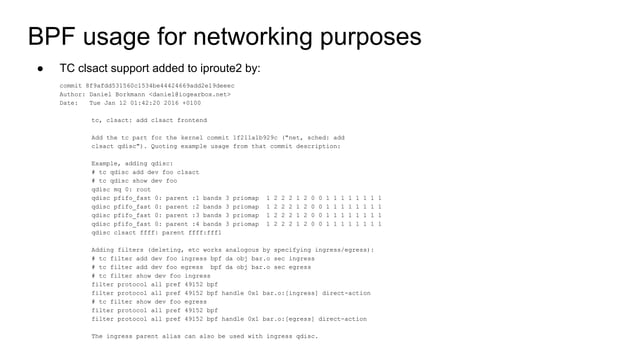 BPF usage for networking purposes
● TC clsact support added to iproute2 by:
commit 8f9afdd531560c1534be44424669add2e19deeec
Author: Daniel Borkmann <daniel@iogearbox.net>
Date: Tue Jan 12 01:42:20 2016 +0100
tc, clsact: add clsact frontend
Add the tc part for the kernel commit 1f211a1b929c ("net, sched: add
clsact qdisc"). Quoting example usage from that commit description:
Example, adding qdisc:
# tc qdisc add dev foo clsact
# tc qdisc show dev foo
qdisc mq 0: root
qdisc pfifo_fast 0: parent :1 bands 3 priomap 1 2 2 2 1 2 0 0 1 1 1 1 1 1 1 1
qdisc pfifo_fast 0: parent :2 bands 3 priomap 1 2 2 2 1 2 0 0 1 1 1 1 1 1 1 1
qdisc pfifo_fast 0: parent :3 bands 3 priomap 1 2 2 2 1 2 0 0 1 1 1 1 1 1 1 1
qdisc pfifo_fast 0: parent :4 bands 3 priomap 1 2 2 2 1 2 0 0 1 1 1 1 1 1 1 1
qdisc clsact ffff: parent ffff:fff1
Adding filters (deleting, etc works analogous by specifying ingress/egress):
# tc filter add dev foo ingress bpf da obj bar.o sec ingress
# tc filter add dev foo egress bpf da obj bar.o sec egress
# tc filter show dev foo ingress
filter protocol all pref 49152 bpf
filter protocol all pref 49152 bpf handle 0x1 bar.o:[ingress] direct-action
# tc filter show dev foo egress
filter protocol all pref 49152 bpf
filter protocol all pref 49152 bpf handle 0x1 bar.o:[egress] direct-action
The ingress parent alias can also be used with ingress qdisc.